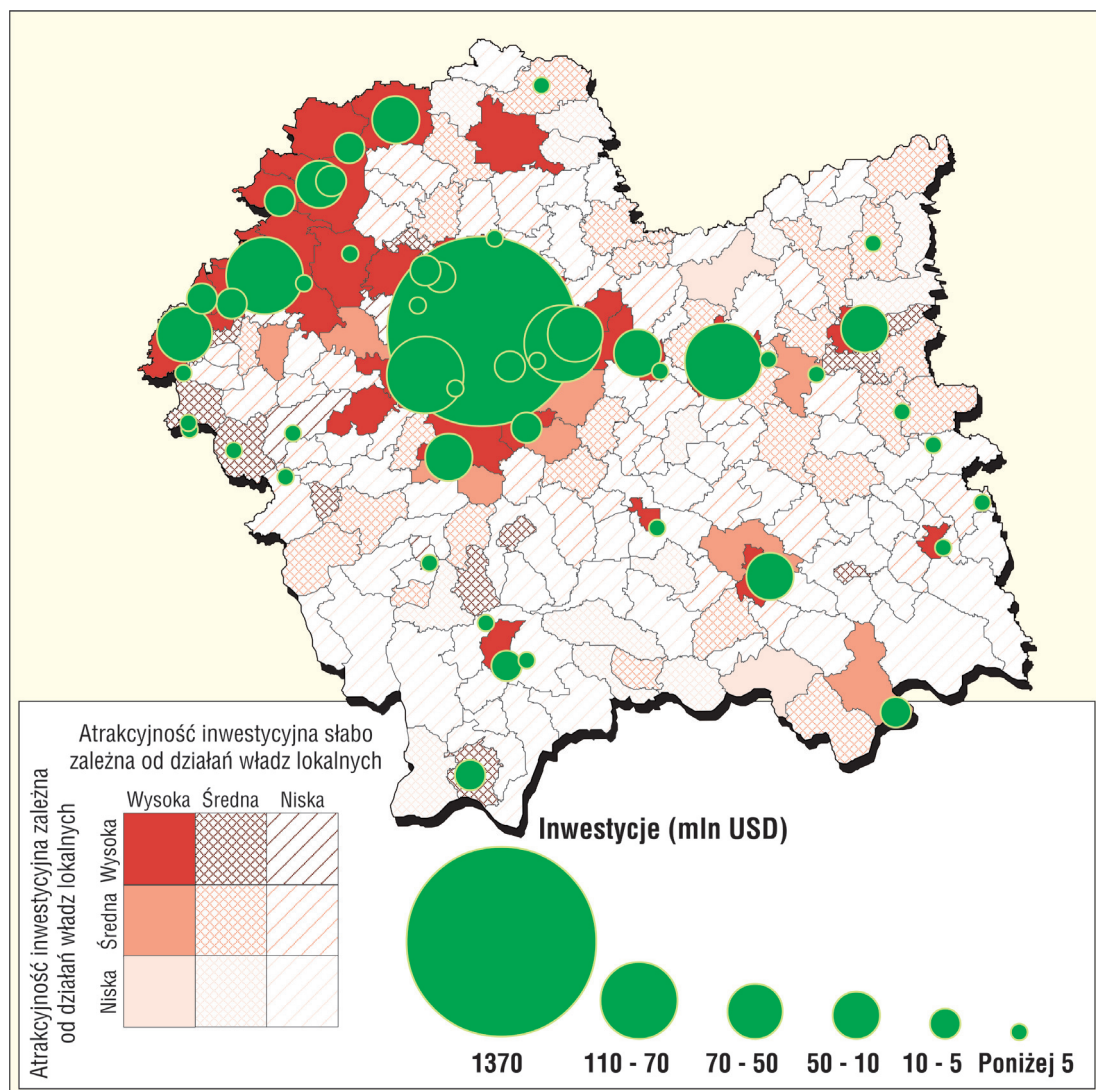 Atrakcyjność inwestycyjna słabo
zależna od działań władz lokalnych
Wysoka Średna Niska
Atrakcyjność inwestycyjna zależna
od działań władz lokalnych
Wysoka
Średna
Niska
Inwestycje (mln USD)
1370 110 - 70 70 - 50 50 - 10 10 - 5 Poniżej 5